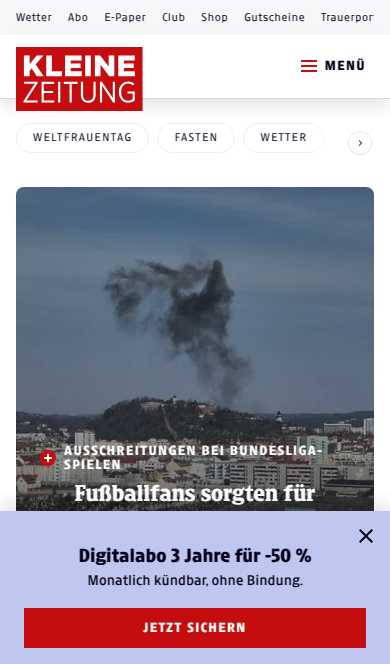 Wetter Abo E-Paper Club Shop Gutscheine Trauerport
KLEINE
ZEITUNG
MENÜ
WELTFRAUENTAG FASTEN WETTER
AUSSCHREITUNGEN BEI BUNDESLIGA-
SPIELEN
Fußballfans sorgten für
Digitalabo 3 Jahre für -50 %
Monatlich kündbar, ohne Bindung.
JETZT SICHERN